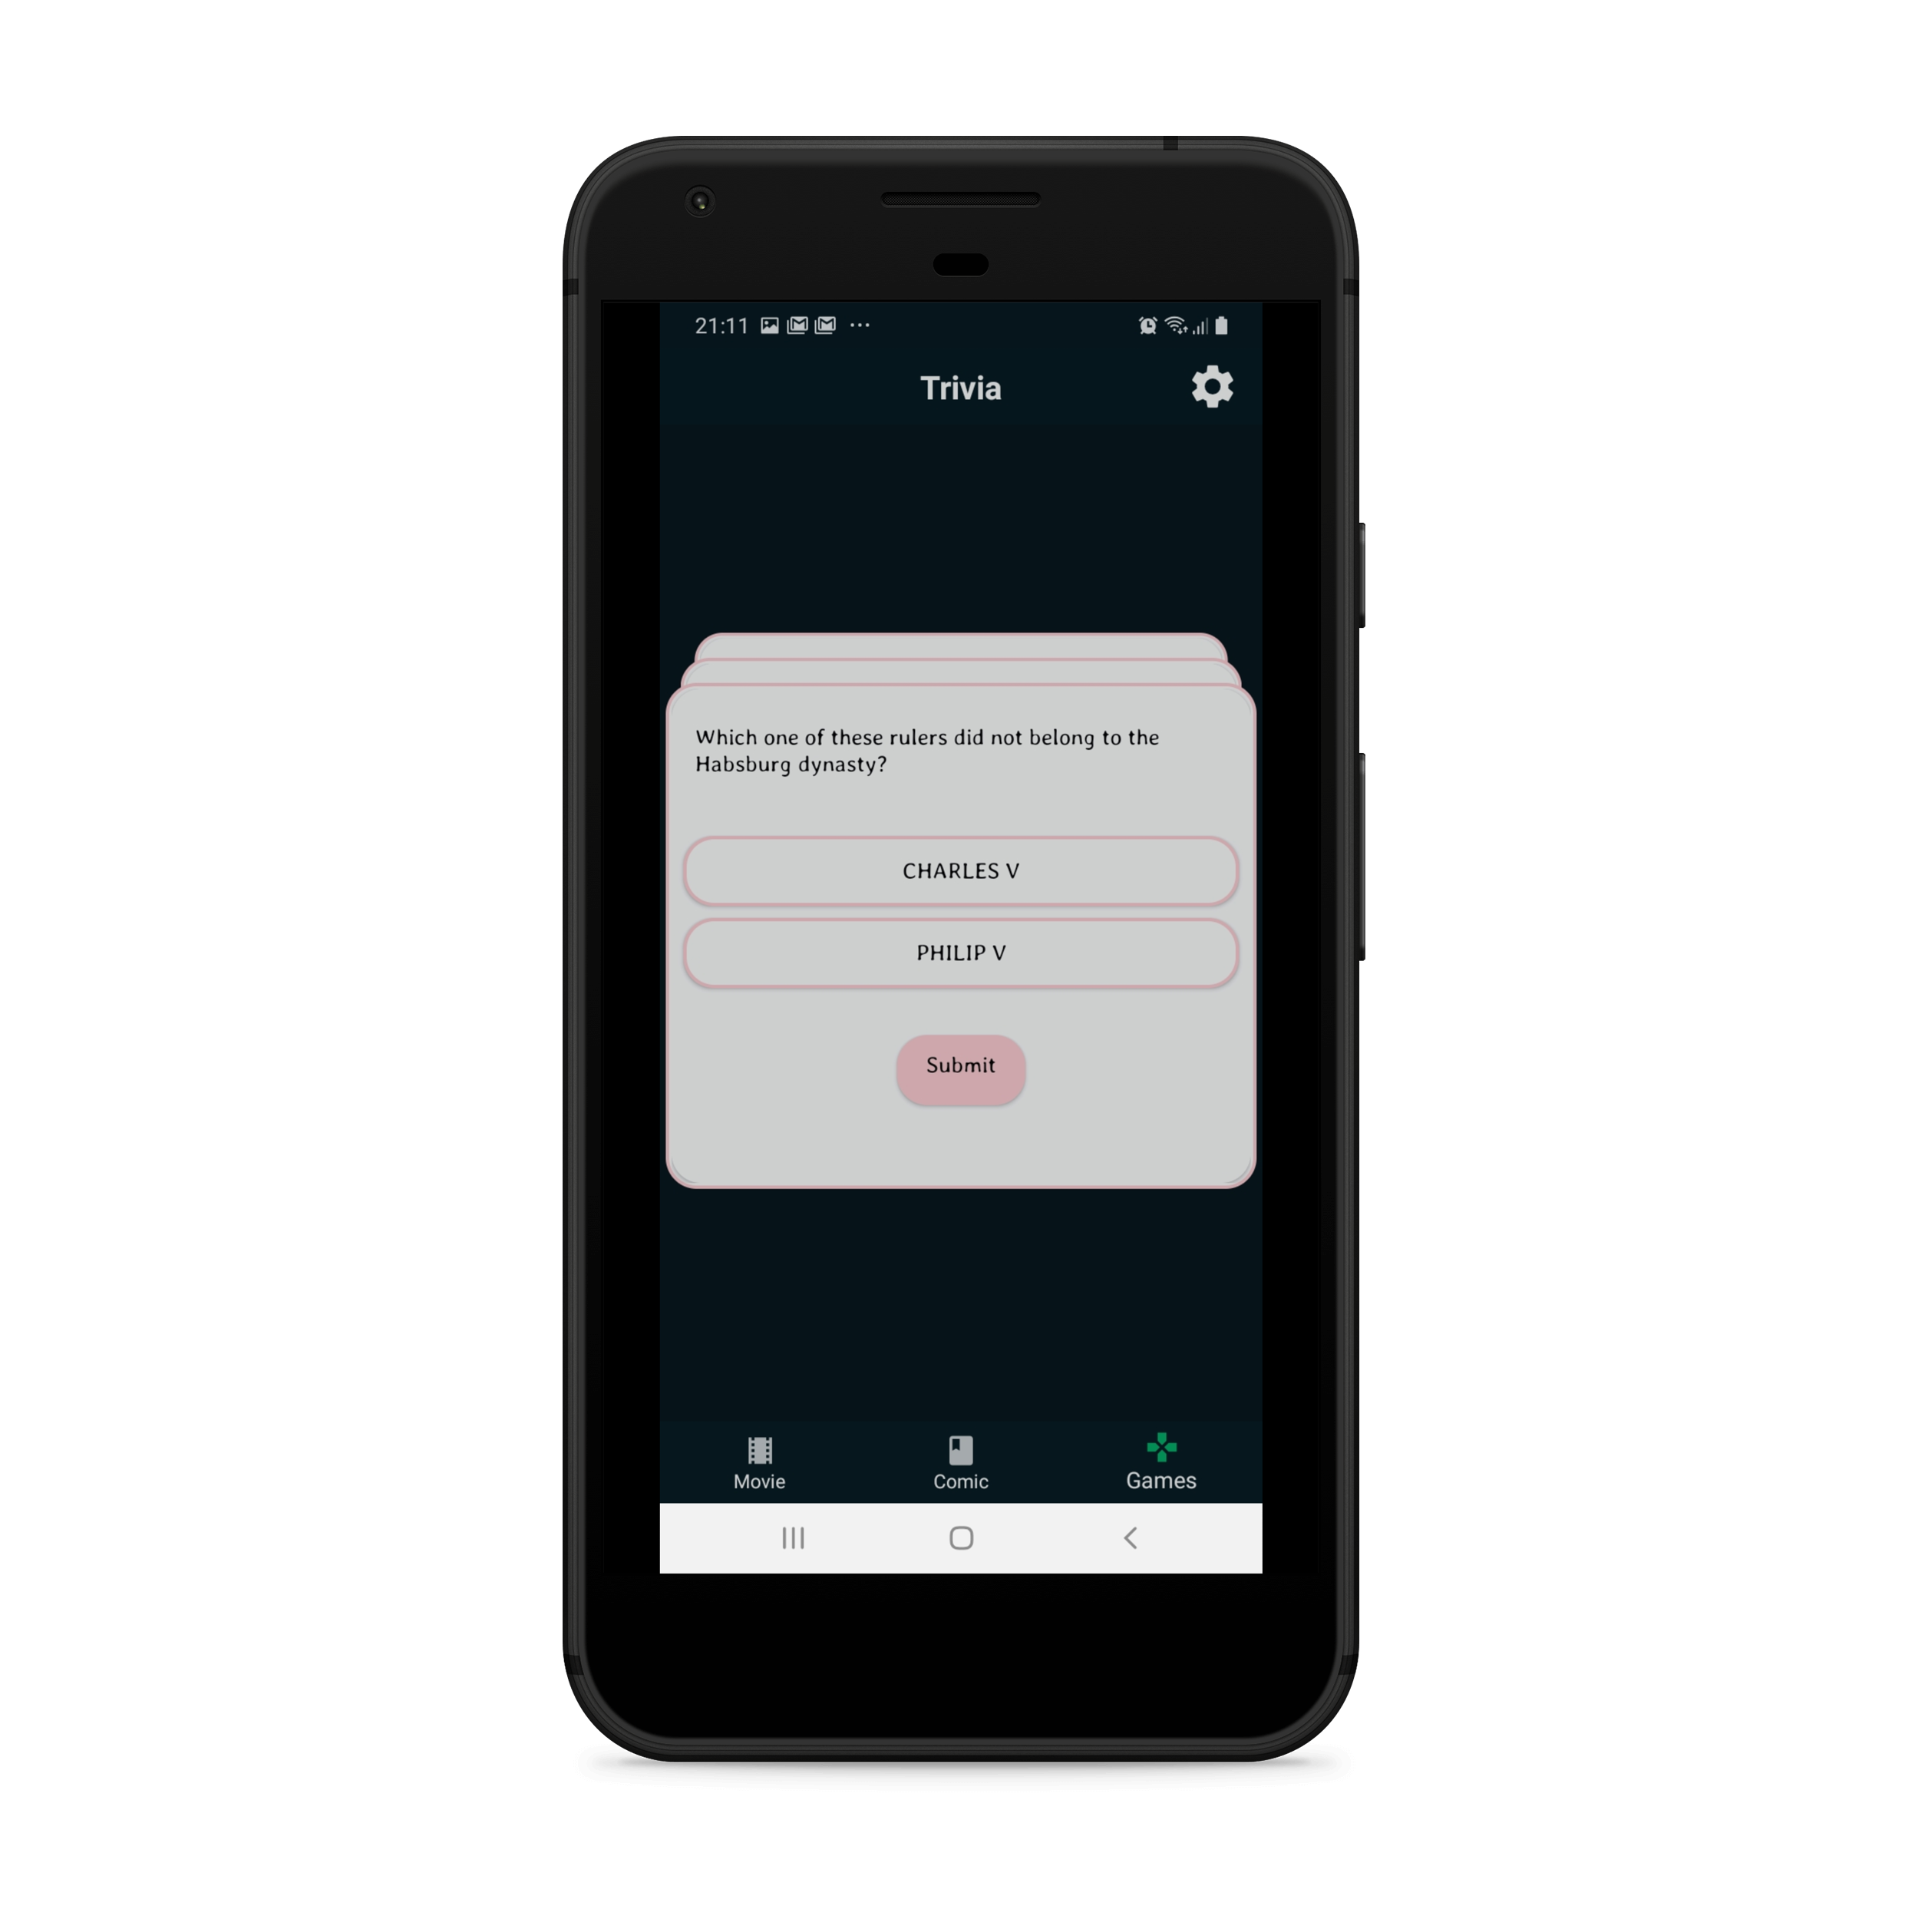 21:11
Trivia
Which one of these rulers did not belong to the
Habsburg dynasty?
CHARLES V
PHILIP V
Submit
Movie
Comic
Games